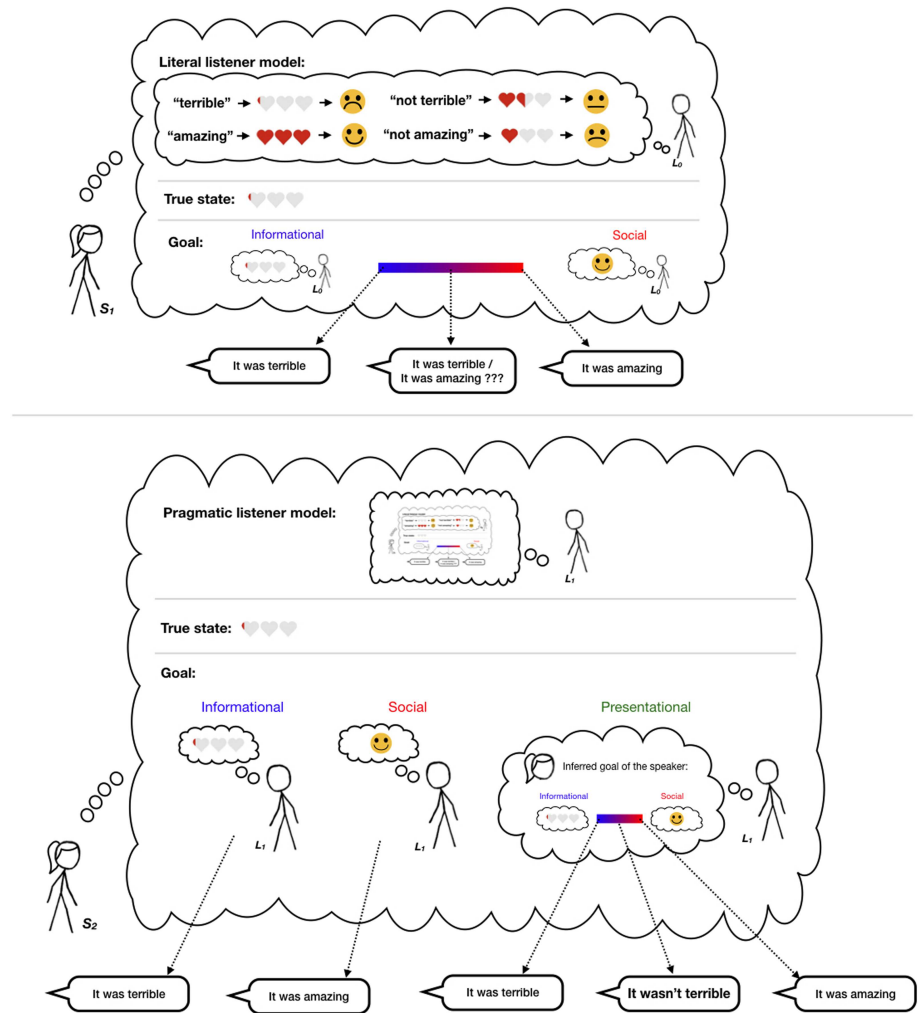 Literal listener model:
“terrible” “not terrible”
“amazing” “not amazing”
L₀
True state:
Goal:
Informational
Social
L₀
L₀
S₁
It was terrible
It was terrible /
It was amazing ???
It was amazing
Pragmatic listener model:
L₁
True state:
Goal:
Informational
Social
Presentational
Inferred goal of the speaker:
Informational
Social
L₁
L₁
L₁
S₂
It was terrible
It was amazing
It was terrible
It wasn’t terrible
It was amazing